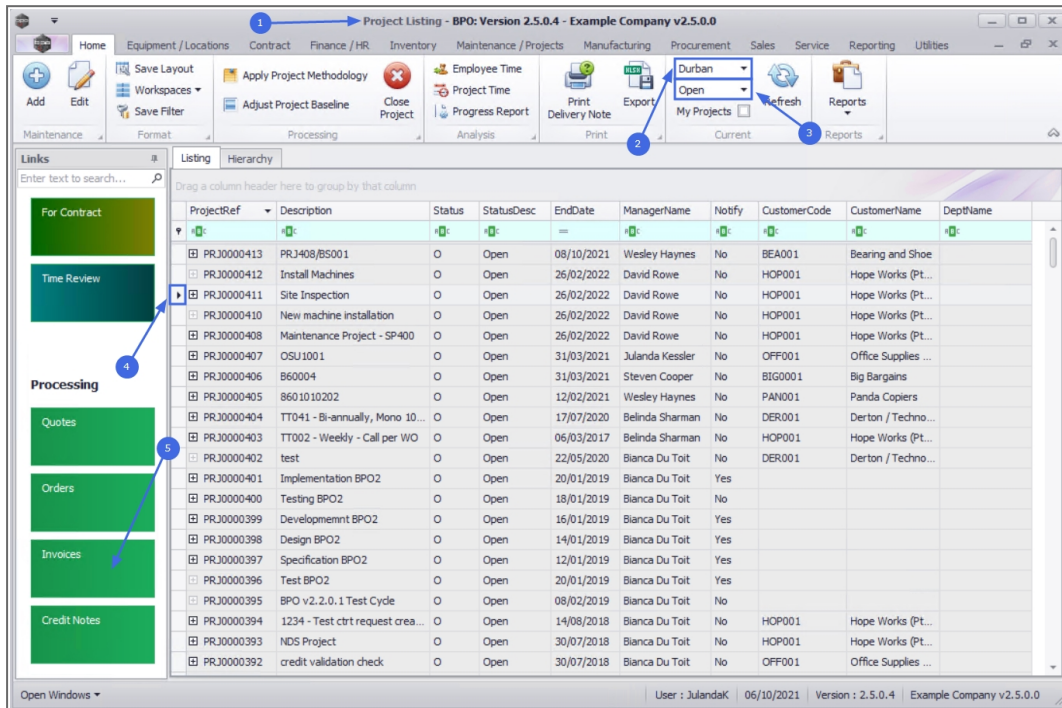 1
Project Listing - BPO: Version 2.5.0.4 - Example Company v2.5.0.0
Home Equipment / Locations Contract Finance / HR Inventory Maintenance / Projects Manufacturing Procurement Sales Service Reporting Utilities
Add
Edit
Maintenance
Save Layout
Workspaces
Save Filter
Format
Apply Project Methodology
Adjust Project Baseline
Close Project
Processing
Employee Time
Project Time
Progress Report
Analysis
Print Delivery Note
Export
Print
2
Durban
Open
My Projects
Refresh
Current
3
Reports
Reports
Links
Enter text to search...
For Contract
Time Review
4
Processing
Quotes
5
Orders
Invoices
Credit Notes
Listing Hierarchy
Drag a column header here to group by that column
ProjectRef Description Status StatusDesc EndDate ManagerName Notify CustomerCode CustomerName DeptName
PRJ0000413 PRJ408/BS001 O Open 08/10/2021 Wesley Haynes No BEA001 Bearing and Shoe
PRJ0000412 Install Machines O Open 26/02/2022 David Rowe No HOP001 Hope Works (Pt...
PRJ0000411 Site Inspection O Open 26/02/2022 David Rowe No HOP001 Hope Works (Pt...
PRJ0000410 New machine installation O Open 26/02/2022 David Rowe No HOP001 Hope Works (Pt...
PRJ0000408 Maintenance Project - SP400 O Open 26/02/2022 David Rowe No HOP001 Hope Works (Pt...
PRJ0000407 OSU1001 O Open 31/03/2021 Julanda Kessler No OFF001 Office Supplies ...
PRJ0000406 B60004 O Open 31/03/2021 Steven Cooper No BIG0001 Big Bargains
PRJ0000405 8601010202 O Open 12/02/2021 Wesley Haynes No PAN001 Panda Copiers
PRJ0000404 TT041 - Bi-annually, Mono 10... O Open 17/07/2020 Belinda Sharman No DER001 Derton / Techno...
PRJ0000403 TT002 - Weekly - Call per WO O Open 06/03/2017 Belinda Sharman No HOP001 Hope Works (Pt...
PRJ0000402 test O Open 22/05/2020 Bianca Du Toit No DER001 Derton / Techno...
PRJ0000401 Implementation BPO2 O Open 20/01/2019 Bianca Du Toit Yes
PRJ0000400 Testing BPO2 O Open 18/01/2019 Bianca Du Toit No
PRJ0000399 Developmemnt BPO2 O Open 16/01/2019 Bianca Du Toit Yes
PRJ0000398 Design BPO2 O Open 14/01/2019 Bianca Du Toit Yes
PRJ0000397 Specification BPO2 O Open 12/01/2019 Bianca Du Toit Yes
PRJ0000396 Test BPO2 O Open 20/01/2019 Bianca Du Toit Yes
PRJ0000395 BPO v2.2.0.1 Test Cycle O Open 08/02/2019 Bianca Du Toit No
PRJ0000394 1234 - Test ctrt request crea... O Open 14/08/2018 Bianca Du Toit No HOP001 Hope Works (Pt...
PRJ0000393 NDS Project O Open 30/07/2018 Bianca Du Toit No HOP001 Hope Works (Pt...
PRJ0000392 credit validation check O Open 30/07/2018 Bianca Du Toit No OFF001 Office Supplies ...
Open Windows User : JulandaK 06/10/2021 Version : 2.5.0.4 Example Company v2.5.0.0